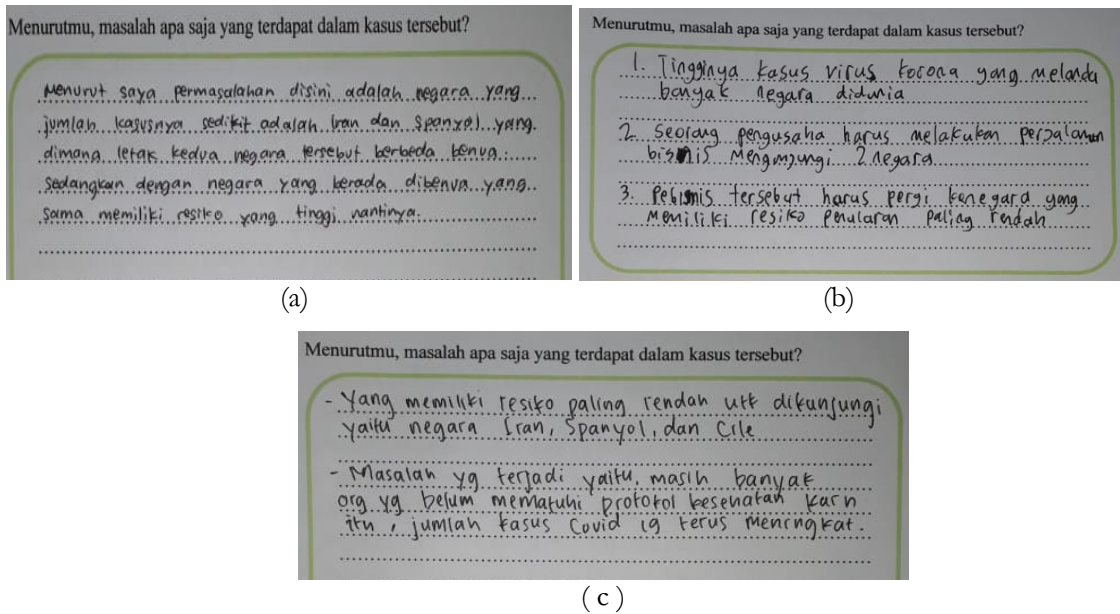 Menurutmu, masalah apa saja yang terdapat dalam kasus tersebut?
Menurut saya permasalahan disini adalah negara yang
jumlah kasusnya sedikit adalah Iran dan Spanyol yang
dimana letak kedua negara tersebut berbeda benua.
Sedangkan dengan negara yang berada dibenua yang
sama memiliki resiko yang tinggi nantinya.
(a)
Menurutmu, masalah apa saja yang terdapat dalam kasus tersebut?
1. Tingginya kasus virus korona yang melanda
banyak negara didunia
2. Seorang pengusaha harus melakukan perjalanan
bisnis mengunjungi 2 negara
3. Pebisnis tersebut harus pergi kenegara yang
memiliki resiko penularan paling rendah
(b)
Menurutmu, masalah apa saja yang terdapat dalam kasus tersebut?
- Yang memiliki resiko paling rendah utk dikunjungi
yaitu negara Iran, Spanyol, dan Cile
- Masalah yg terjadi yaitu, masih banyak
org yg belum mematuhi protokol kesehatan karn
itu, jumlah kasus Covid 19 terus meningkat.
( c )